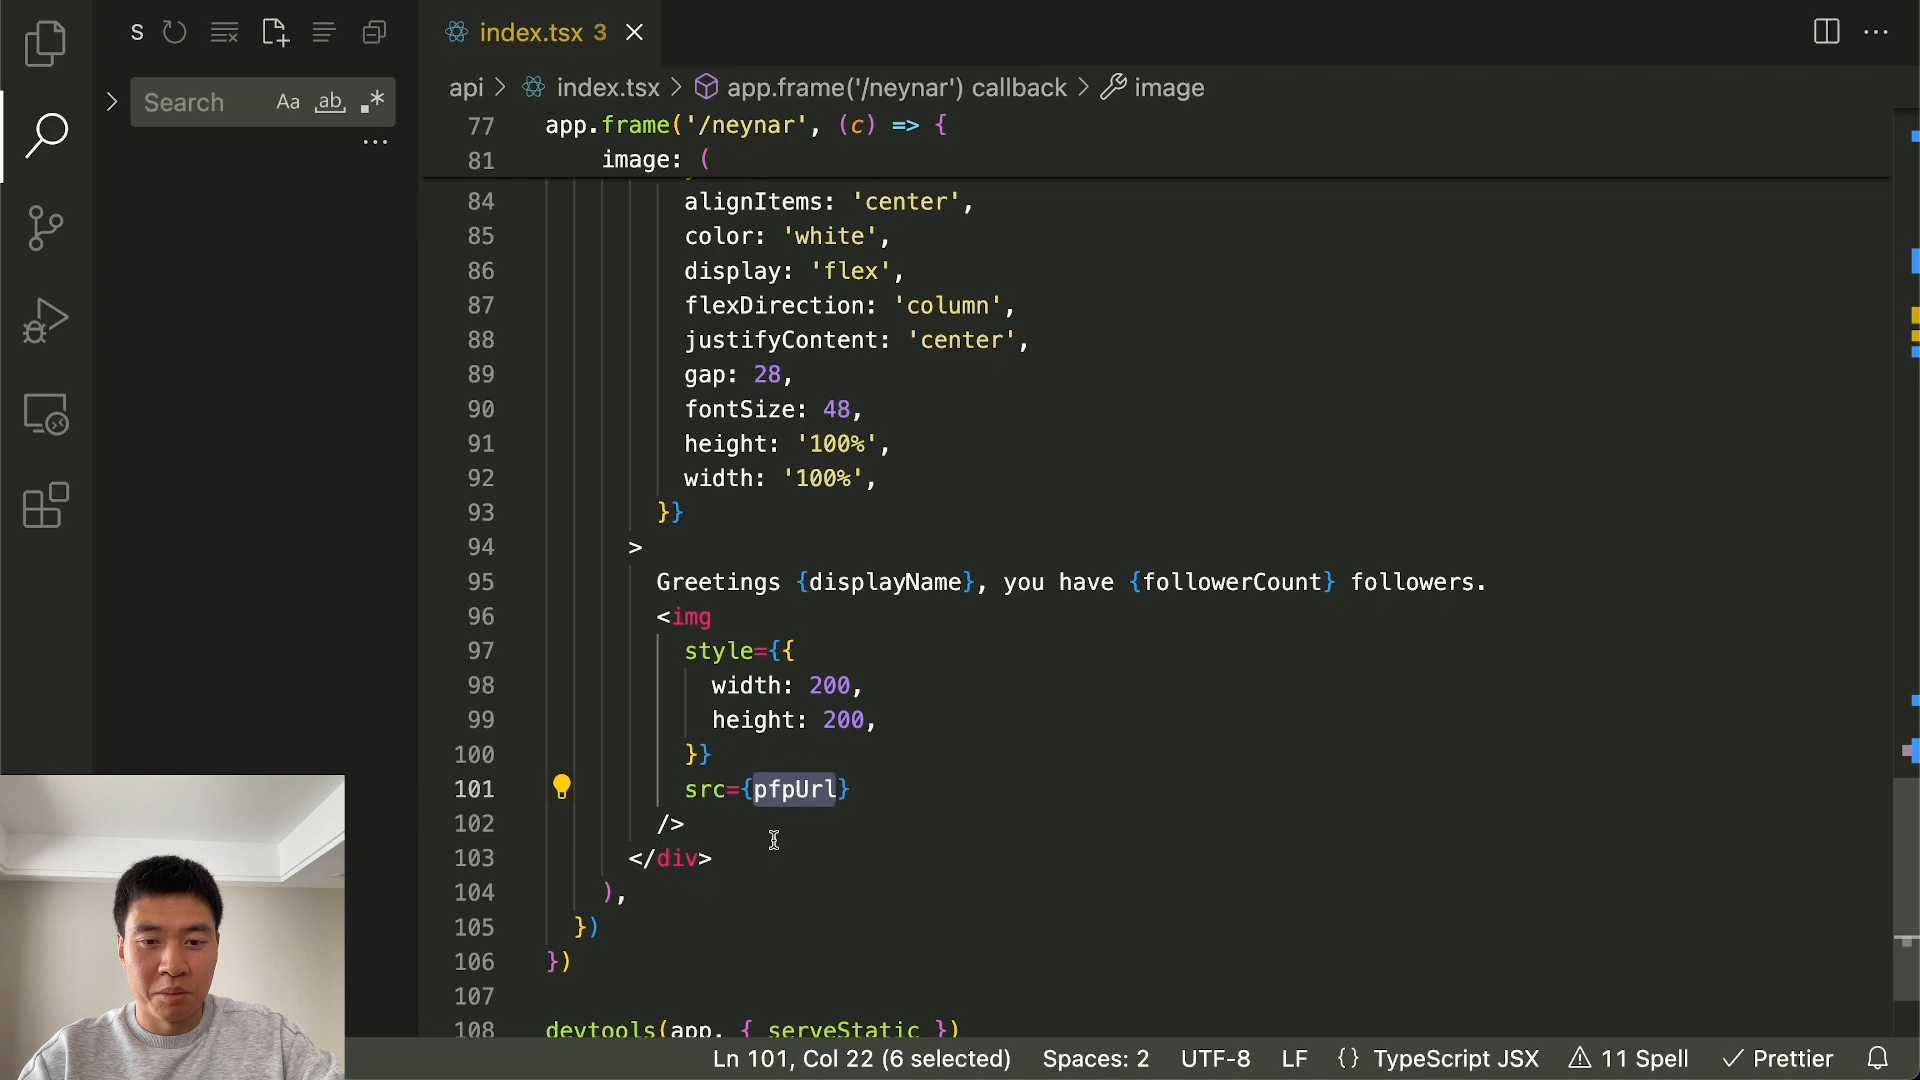 S
index.tsx 3
Search
Aa
ab
api > index.tsx > app.frame('/neynar') callback > image
77 app.frame('/neynar', (c) => {
81 image: (
84 alignItems: 'center',
85 color: 'white',
86 display: 'flex',
87 flexDirection: 'column',
88 justifyContent: 'center',
89 gap: 28,
90 fontSize: 48,
91 height: '100%',
92 width: '100%',
93 }}
94 >
95 Greetings {displayName}, you have {followerCount} followers.
96 <img
97 style={{
98 width: 200,
99 height: 200,
100 }}
101 src={pfpUrl}
102 />
103 </div>
104 ),
105 })
106 })
107
108 devtools(app, { serveStatic })
Ln 101, Col 22 (6 selected) Spaces: 2 UTF-8 LF {} TypeScript JSX 11 Spell Prettier